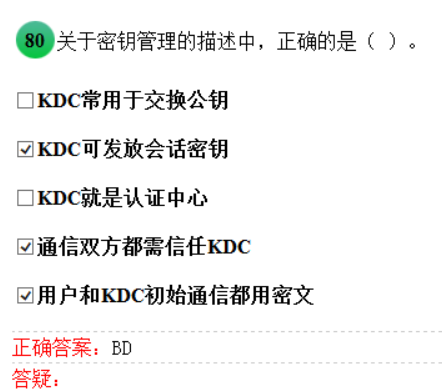 80 关于密钥管理的描述中，正确的是（ ）。
KDC常用于交换公钥
KDC可发放会话密钥
KDC就是认证中心
通信双方都需信任KDC
用户和KDC初始通信都用密文
正确答案：BD
答疑：